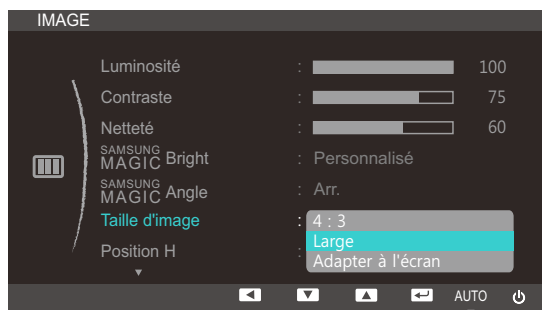 IMAGE
Luminosité : 100
Contraste : 75
Netteté : 60
SAMSUNG MAGIC Bright : Personnalisé
SAMSUNG MAGIC Angle : Arr.
Taille d'image : 4 : 3
Large
Position H : Adapter à l'écran
AUTO